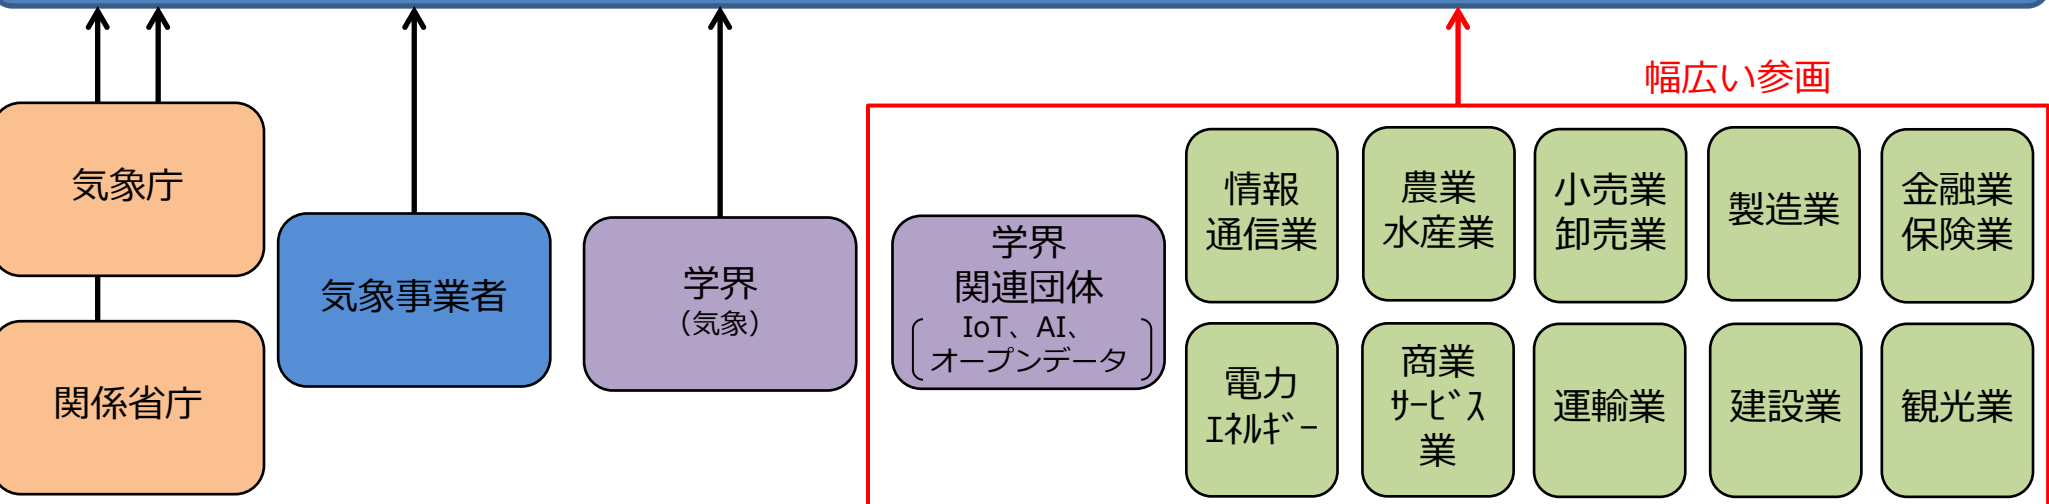 幅広い参画
気象庁
関係省庁
気象事業者
学界
（気象）
学界
関連団体
IoT、AI、
オープンデータ
情報
通信業
農業
水産業
小売業
卸売業
製造業
金融業
保険業
電力
ｴﾈﾙｷﾞｰ
商業
ｻｰﾋﾞｽ
業
運輸業
建設業
観光業